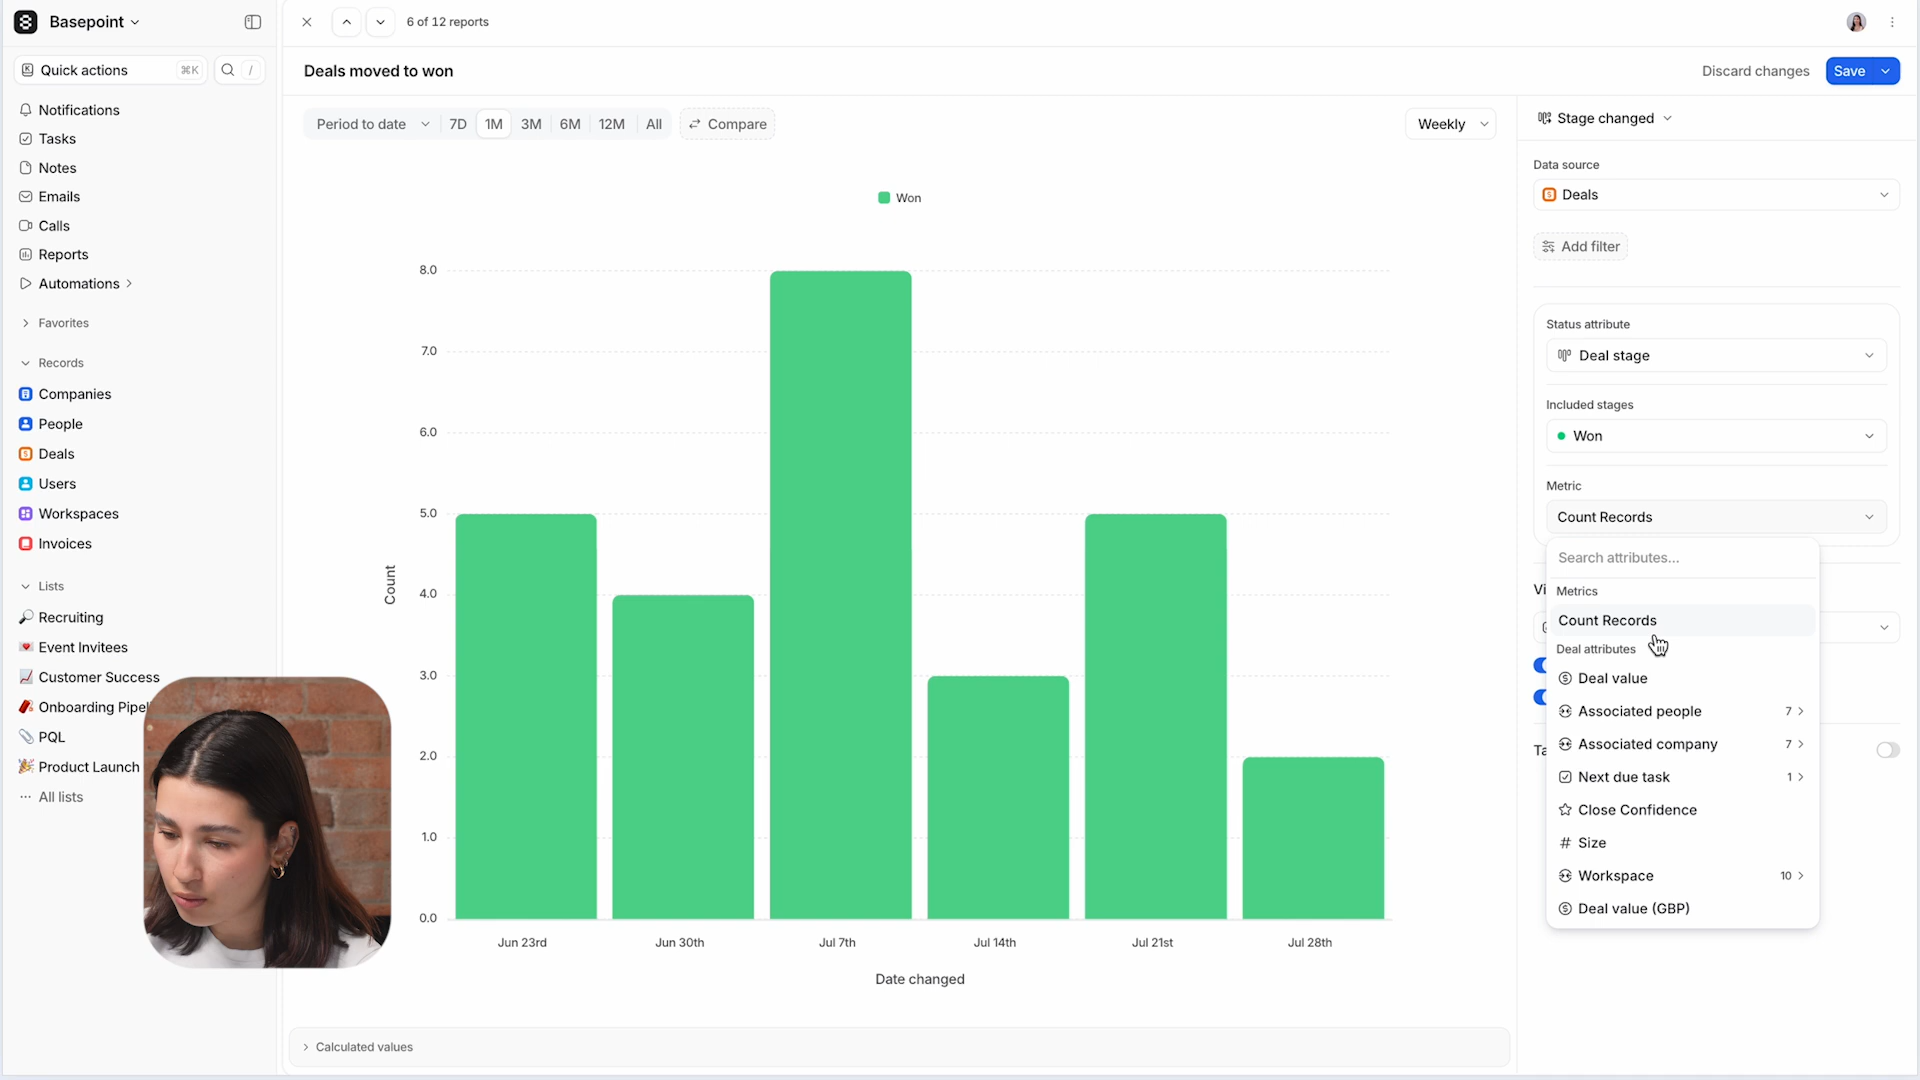 Basepoint
6 of 12 reports
Quick actions ⌘K /
Deals moved to won
Discard changes
Save
Notifications
Tasks
Notes
Emails
Calls
Reports
Automations
Favorites
Records
Companies
People
Deals
Users
Workspaces
Invoices
Lists
Recruiting
Event Invitees
Customer Success
Onboarding Pipel
PQL
Product Launch
All lists
Period to date 7D 1M 3M 6M 12M All Compare
Weekly
Won
8.0
7.0
6.0
5.0
4.0
3.0
2.0
1.0
0.0
Count
Jun 23rd Jun 30th Jul 7th Jul 14th Jul 21st Jul 28th
Date changed
Calculated values
Stage changed
Data source
Deals
Add filter
Status attribute
Deal stage
Included stages
Won
Metric
Count Records
Search attributes...
Vi
Metrics
Count Records
Deal attributes
Deal value
Associated people 7
Associated company 7
Ta
Next due task 1
Close Confidence
# Size
Workspace 10
Deal value (GBP)